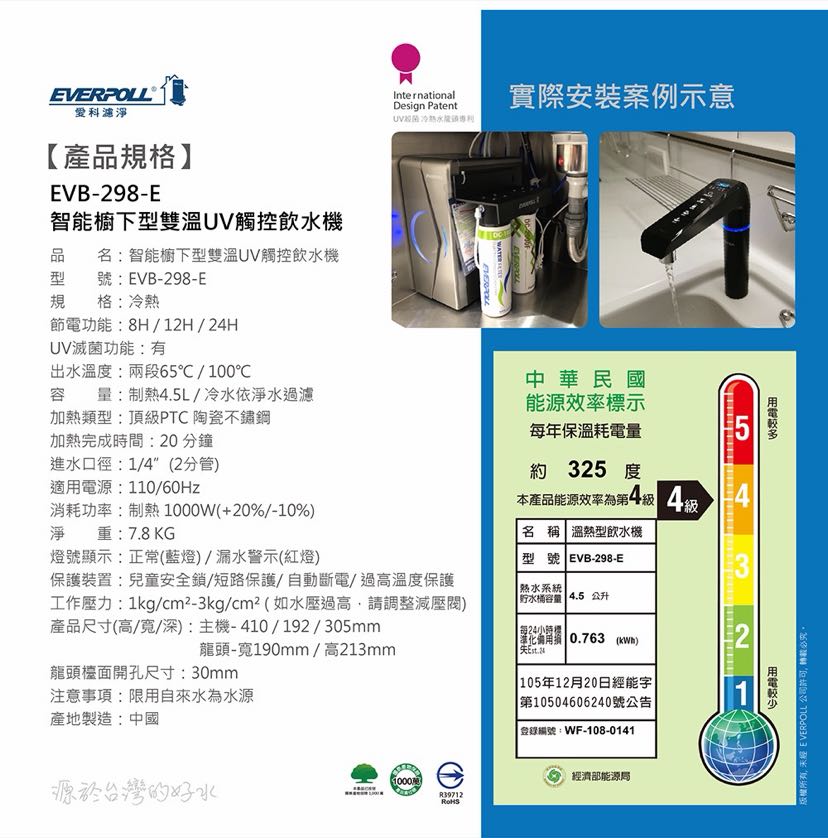 EVERPOLL®
愛科濾淨
【產品規格】
EVB-298-E
智能櫥下型雙溫UV觸控飲水機
品　　名：智能櫥下型雙溫UV觸控飲水機
型　　號：EVB-298-E
規　　格：冷熱
節電功能：8H / 12H / 24H
UV滅菌功能：有
出水溫度：兩段65℃ / 100℃
容　　量：制熱4.5L / 冷水依淨水過濾
加熱類型：頂級PTC 陶瓷不鏽鋼
加熱完成時間：20 分鐘
進水口徑：1/4"  (2分管)
適用電源：110/60Hz
消耗功率：制熱 1000W(+20%/-10%)
淨　　重：7.8 KG
燈號顯示：正常(藍燈) / 漏水警示(紅燈)
保護裝置：兒童安全鎖/短路保護/ 自動斷電/ 過高溫度保護
工作壓力：1kg/cm²-3kg/cm² ( 如水壓過高，請調整減壓閥)
產品尺寸(高/寬/深)：主機- 410 / 192 / 305mm
龍頭-寬190mm / 高213mm
龍頭檯面開孔尺寸：30mm
注意事項：限用自來水為水源
產地製造：中國
源於台灣的好水
1000萬
R39712
RoHS
International
Design Patent
UV殺菌 冷熱水龍頭專利
實際安裝案例示意
EVERPOLL
WATER FILTER
EVERPOLL
中華民國
能源效率標示
每年保溫耗電量
約 325 度
本產品能源效率為第4級
4級
名 稱 溫熱型飲水機
型 號 EVB-298-E
熱水系統
貯水桶容量 4.5 公升
每24小時標
準化備用損
失Est.24 0.763 (kWh)
105年12月20日經能字
第10504606240號公告
登錄編號：WF-108-0141
經濟部能源局
用電較多
5
4
3
2
1
用電較少
版權所有, 未經 EVERPOLL 公司許可, 轉載必究。